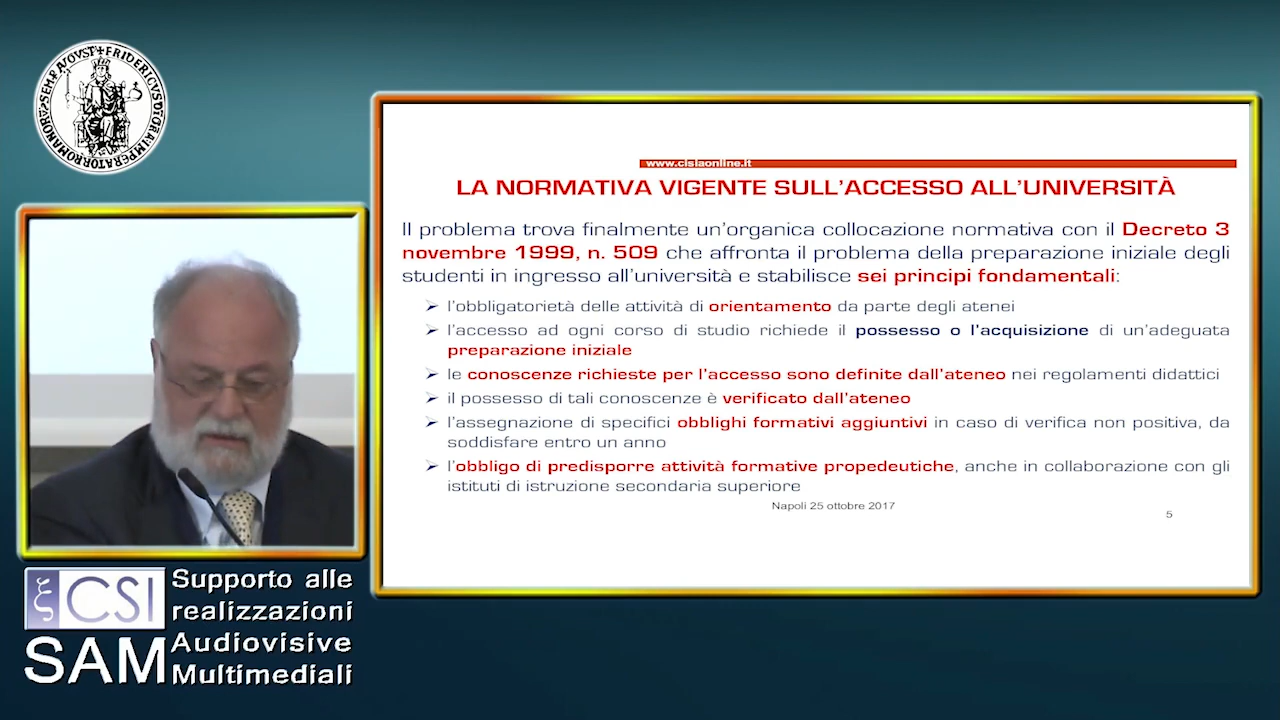 SEMP·AVGVST✝FRIDERICVS·DI·GRA·IMPERATOR·ROMANOR
www.cisiaonline.it
LA NORMATIVA VIGENTE SULL'ACCESSO ALL'UNIVERSITÀ
Il problema trova finalmente un'organica collocazione normativa con il Decreto 3
novembre 1999, n. 509 che affronta il problema della preparazione iniziale degli
studenti in ingresso all'università e stabilisce sei principi fondamentali:
➢ l'obbligatorietà delle attività di orientamento da parte degli atenei
➢ l'accesso ad ogni corso di studio richiede il possesso o l'acquisizione di un'adeguata
preparazione iniziale
➢ le conoscenze richieste per l'accesso sono definite dall'ateneo nei regolamenti didattici
➢ il possesso di tali conoscenze è verificato dall'ateneo
➢ l'assegnazione di specifici obblighi formativi aggiuntivi in caso di verifica non positiva, da
soddisfare entro un anno
➢ l'obbligo di predisporre attività formative propedeutiche, anche in collaborazione con gli
istituti di istruzione secondaria superiore
Napoli 25 ottobre 2017
5
ξ CSI
SAM
Supporto alle
realizzazioni
Audiovisive
Multimediali